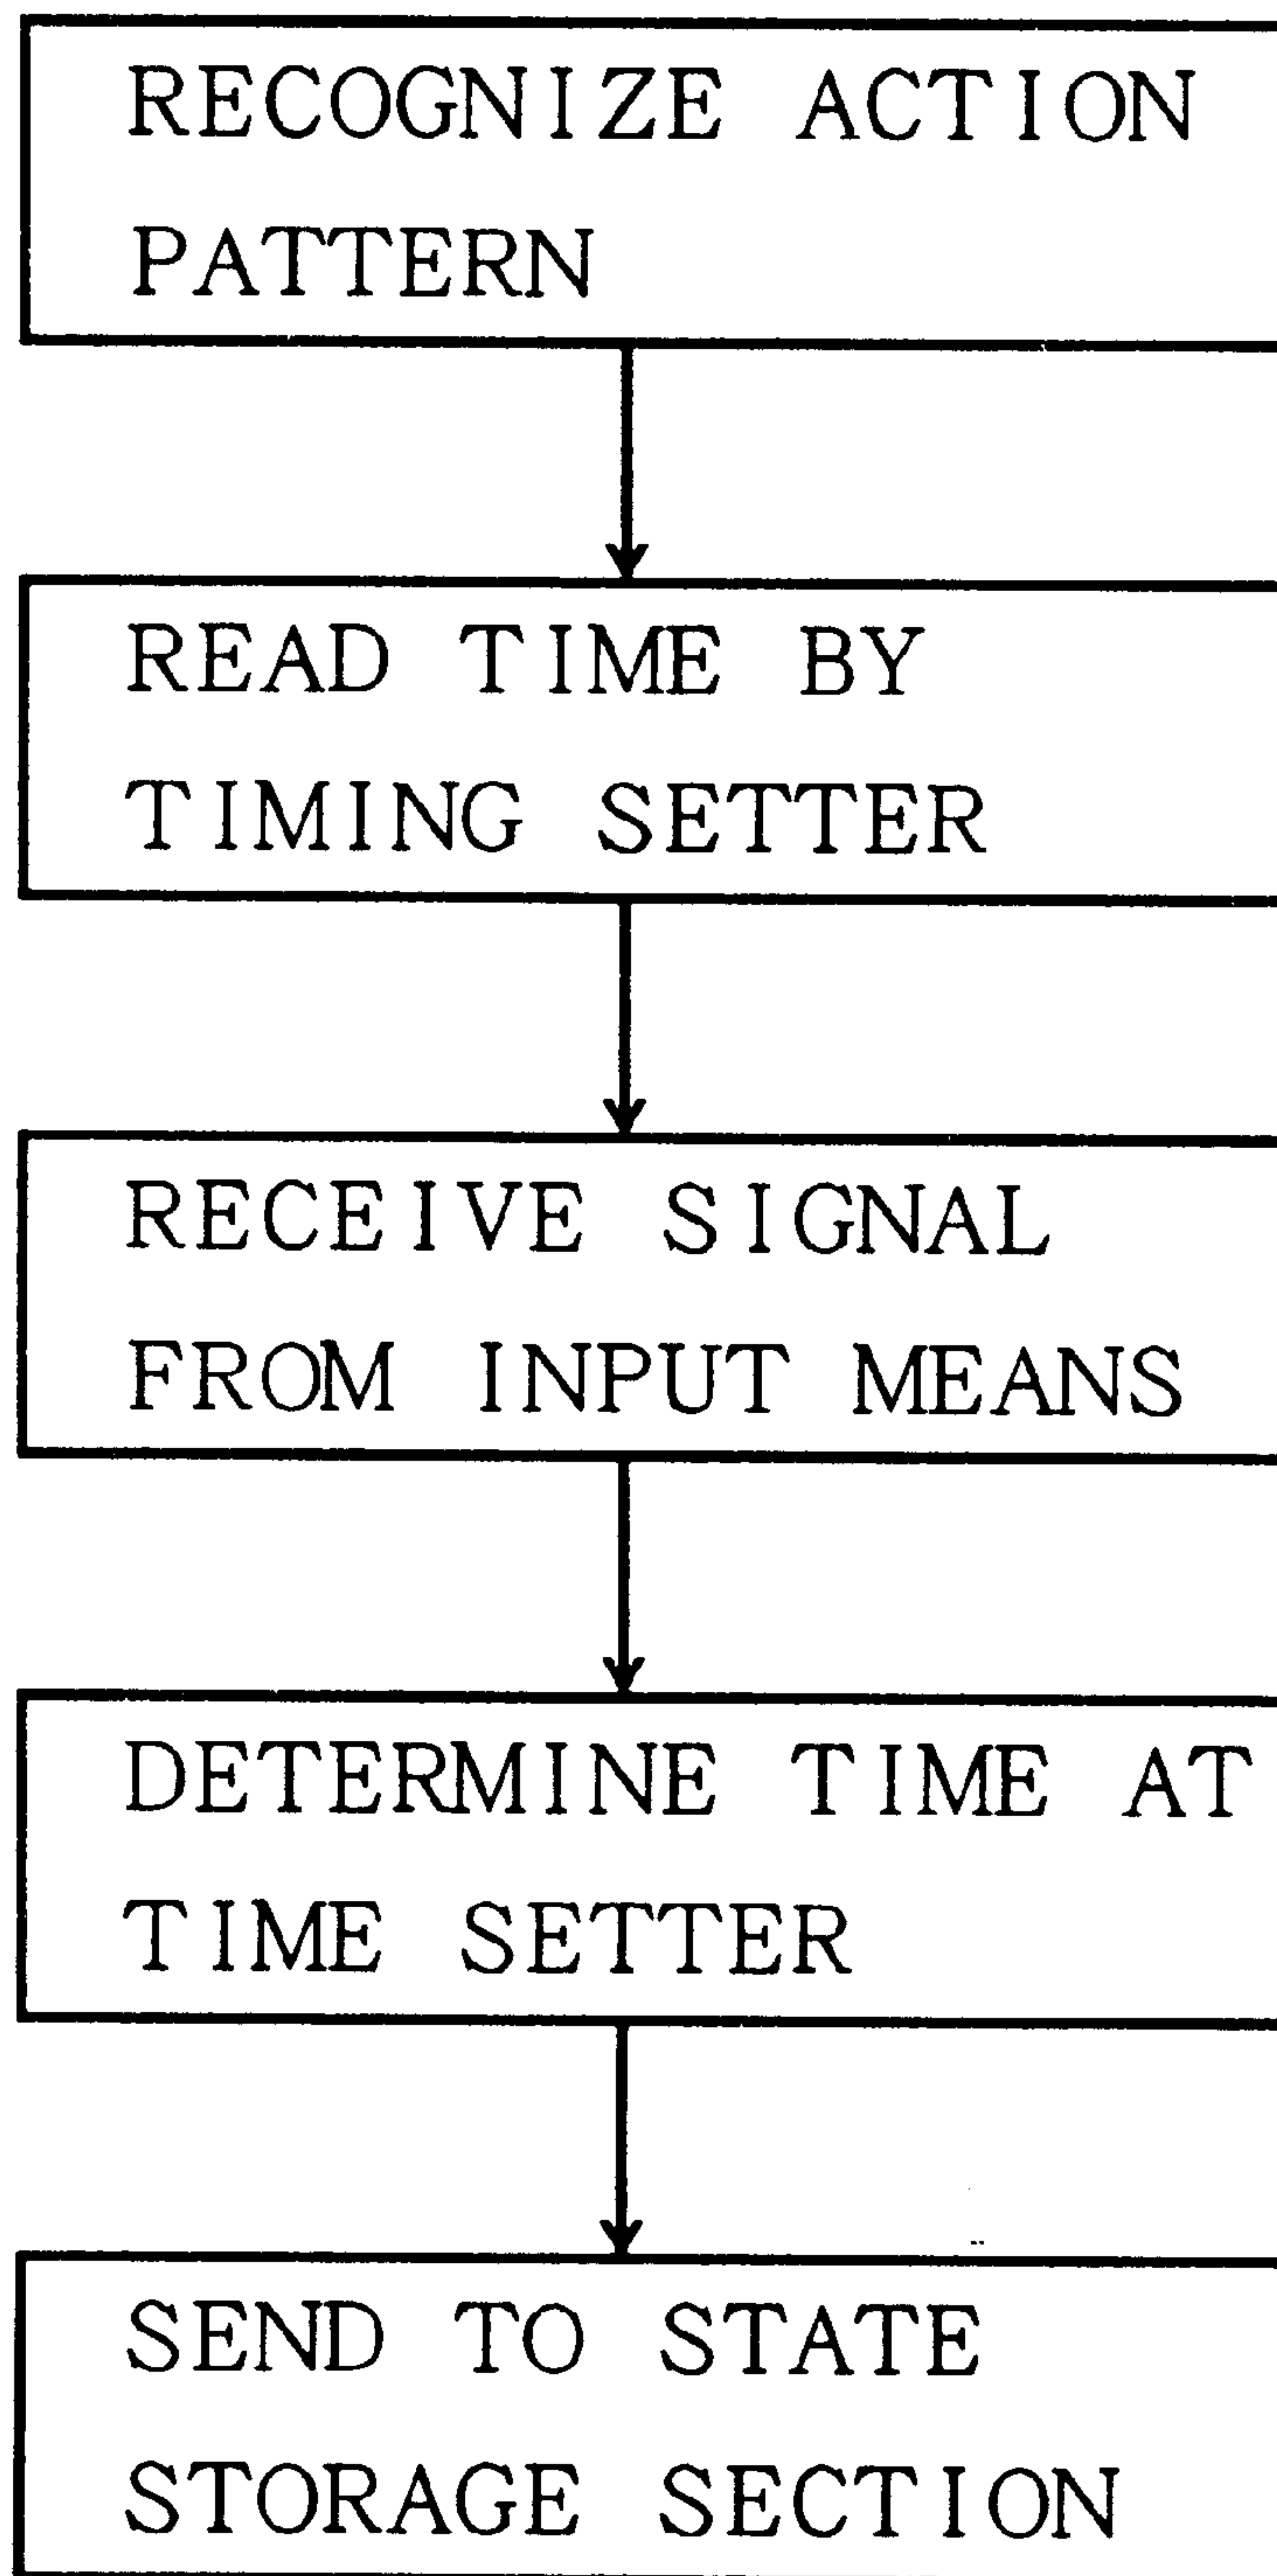 RECOGNIZE ACTION
PATTERN
READ TIME BY
TIMING SETTER
RECEIVE SIGNAL
FROM INPUT MEANS
DETERMINE TIME AT
TIME SETTER
SEND TO STATE
STORAGE SECTION